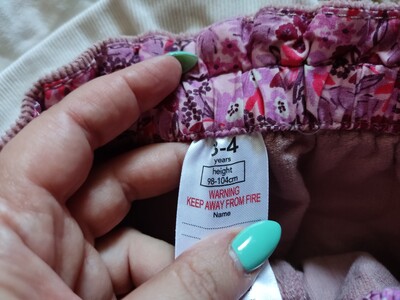 3-4
years
height
98-104cm
WARNING
KEEP AWAY FROM FIRE
Name